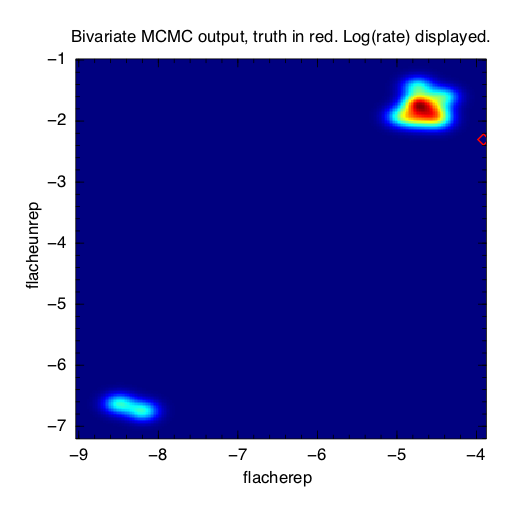 Bivariate MCMC output, truth in red. Log(rate) displayed.
−1
−2
−3
−4
−5
−6
−7
flacheunrep
−9 −8 −7 −6 −5 −4
flacherep